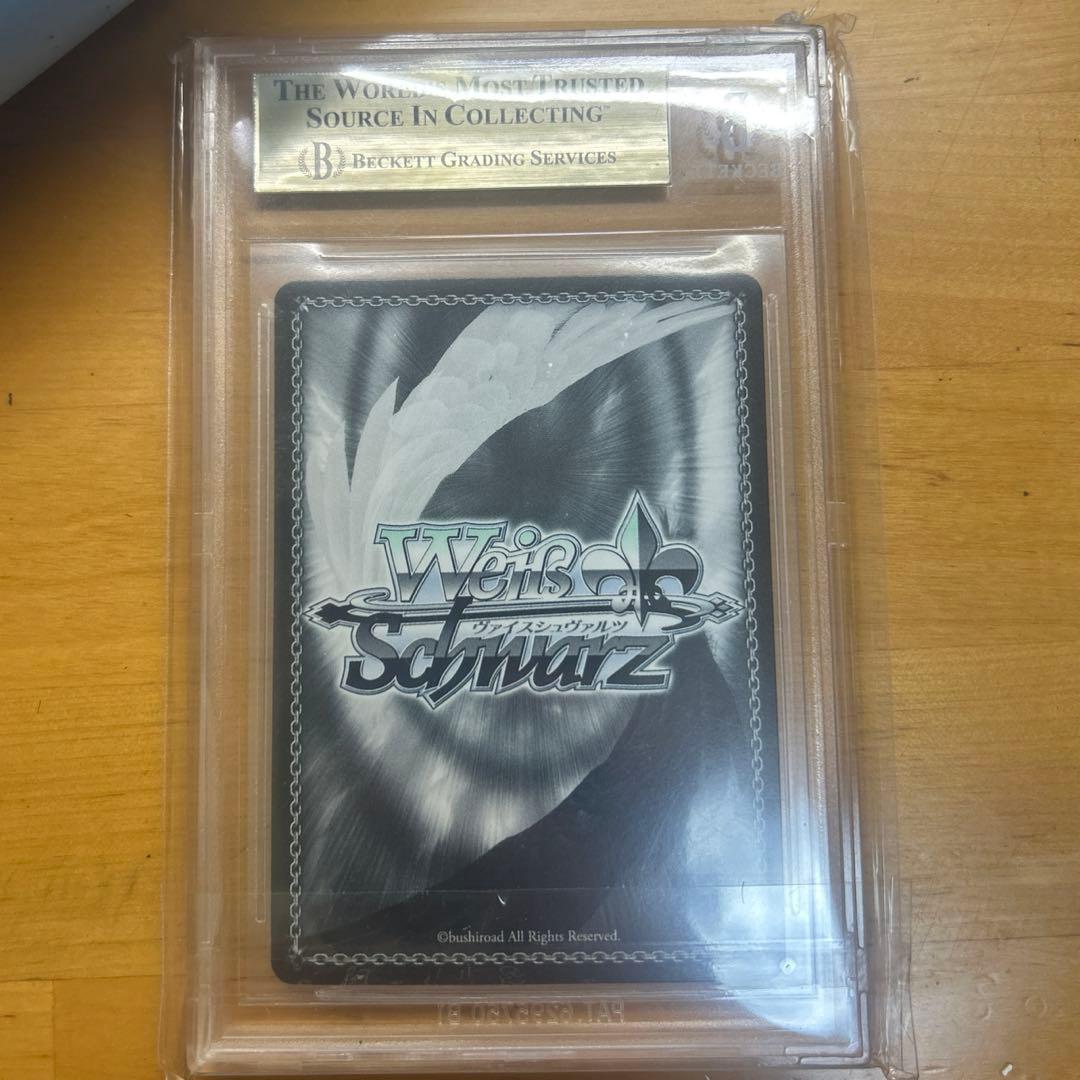 THE WORLD'S MOST TRUSTED
SOURCE IN COLLECTING™
B BECKETT GRADING SERVICES
BECKETT
Weiß
ヴァイスシュヴァルツ
Schwarz
©bushiroad All Rights Reserved.